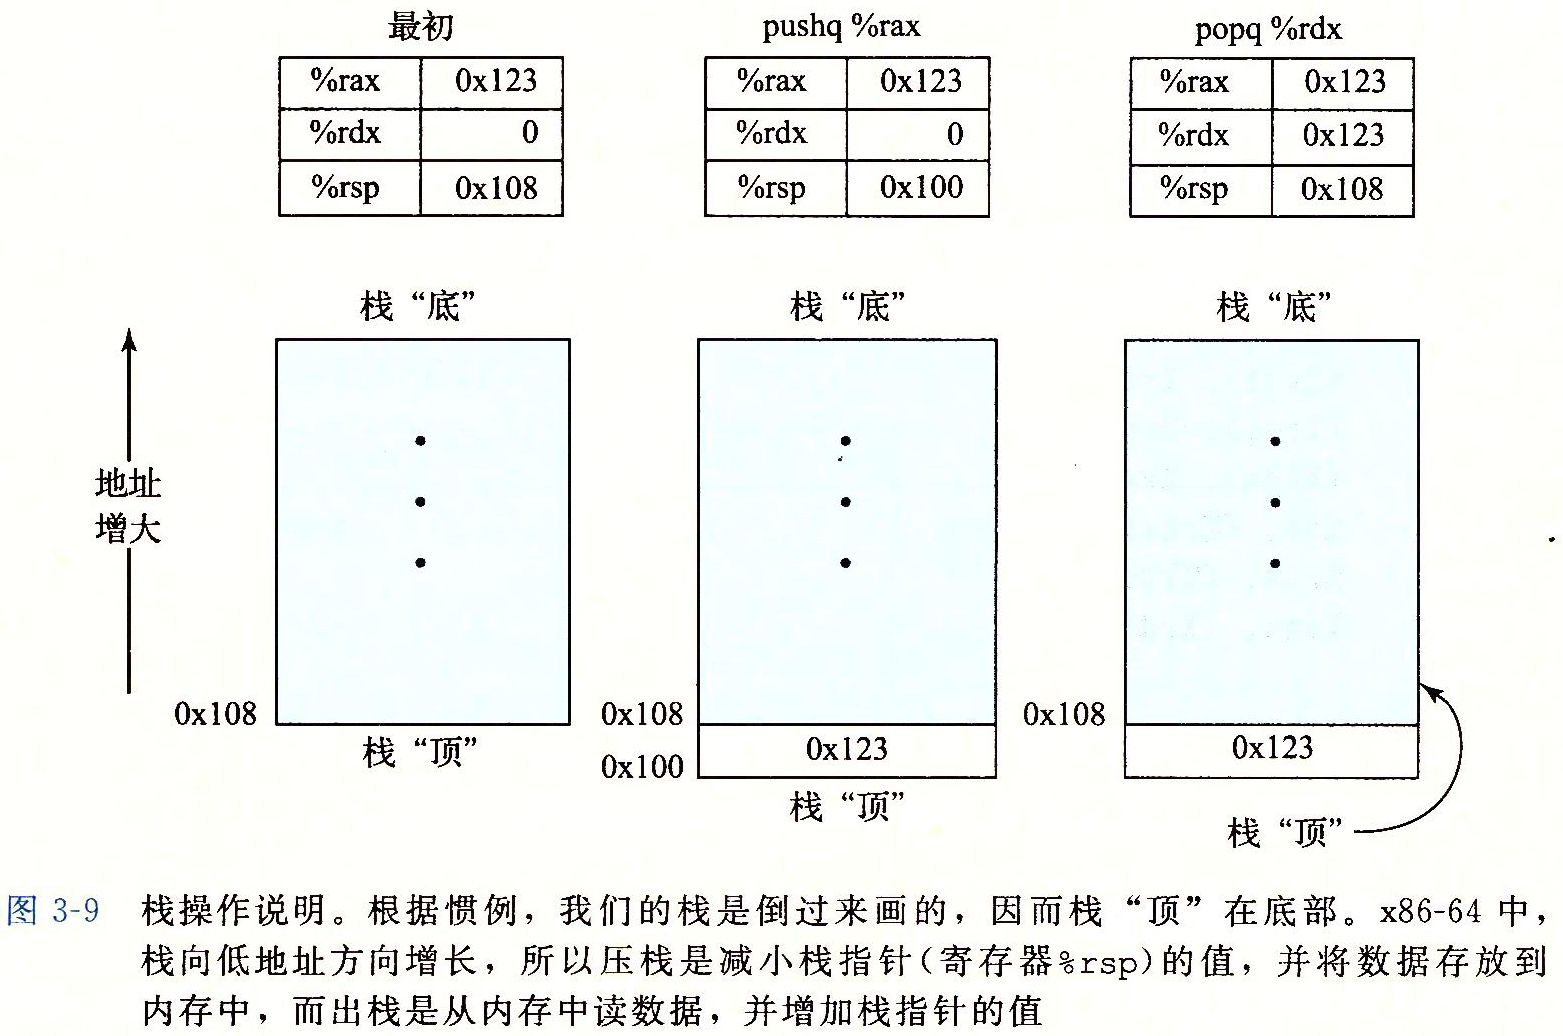 最初
%rax 0x123
%rdx 0
%rsp 0x108
pushq %rax
%rax 0x123
%rdx 0
%rsp 0x100
popq %rdx
%rax 0x123
%rdx 0x123
%rsp 0x108
地址
增大
栈“底”
0x108
栈“顶”
栈“底”
0x108
0x100
0x123
栈“顶”
栈“底”
0x108
0x123
栈“顶”
图 3-9 栈操作说明。根据惯例，我们的栈是倒过来画的，因而栈“顶”在底部。x86-64 中，
栈向低地址方向增长，所以压栈是减小栈指针(寄存器%rsp)的值，并将数据存放到
内存中，而出栈是从内存中读数据，并增加栈指针的值